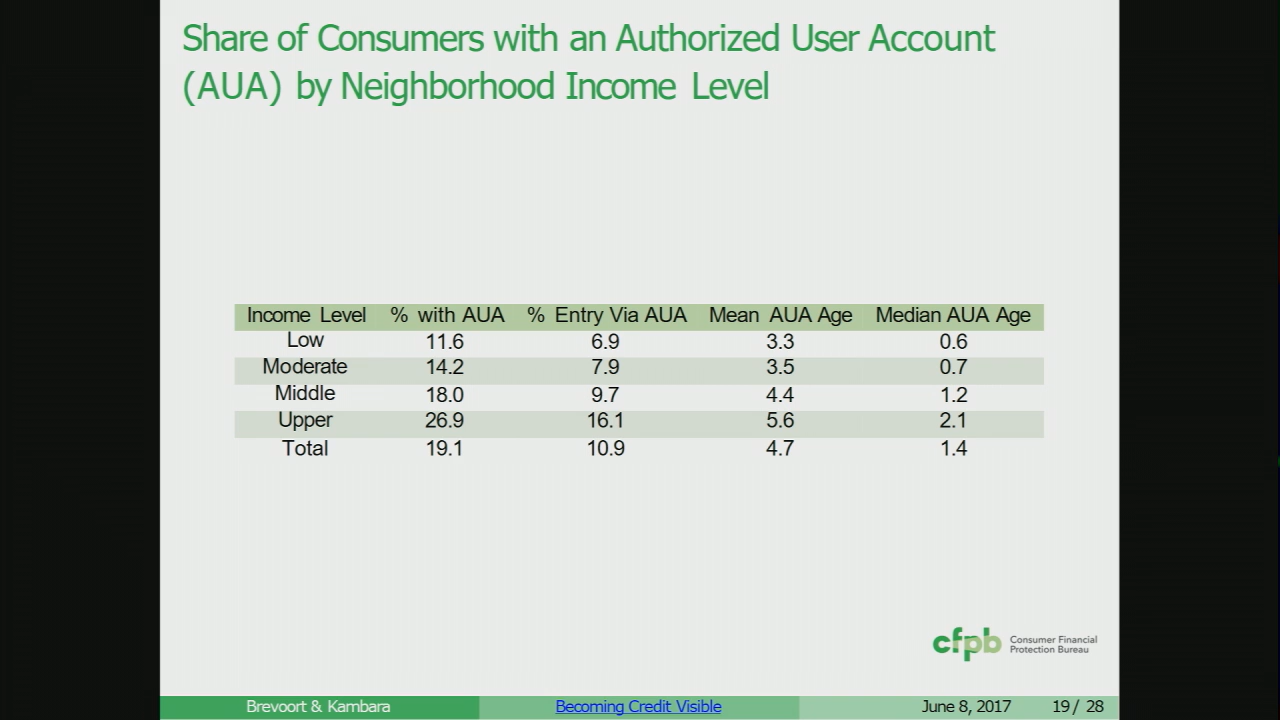 Share of Consumers with an Authorized User Account
(AUA) by Neighborhood Income Level
Income Level % with AUA % Entry Via AUA Mean AUA Age Median AUA Age
Low 11.6 6.9 3.3 0.6
Moderate 14.2 7.9 3.5 0.7
Middle 18.0 9.7 4.4 1.2
Upper 26.9 16.1 5.6 2.1
Total 19.1 10.9 4.7 1.4
cfpb Consumer Financial
Protection Bureau
Brevoort & Kambara Becoming Credit Visible June 8, 2017 19 / 28